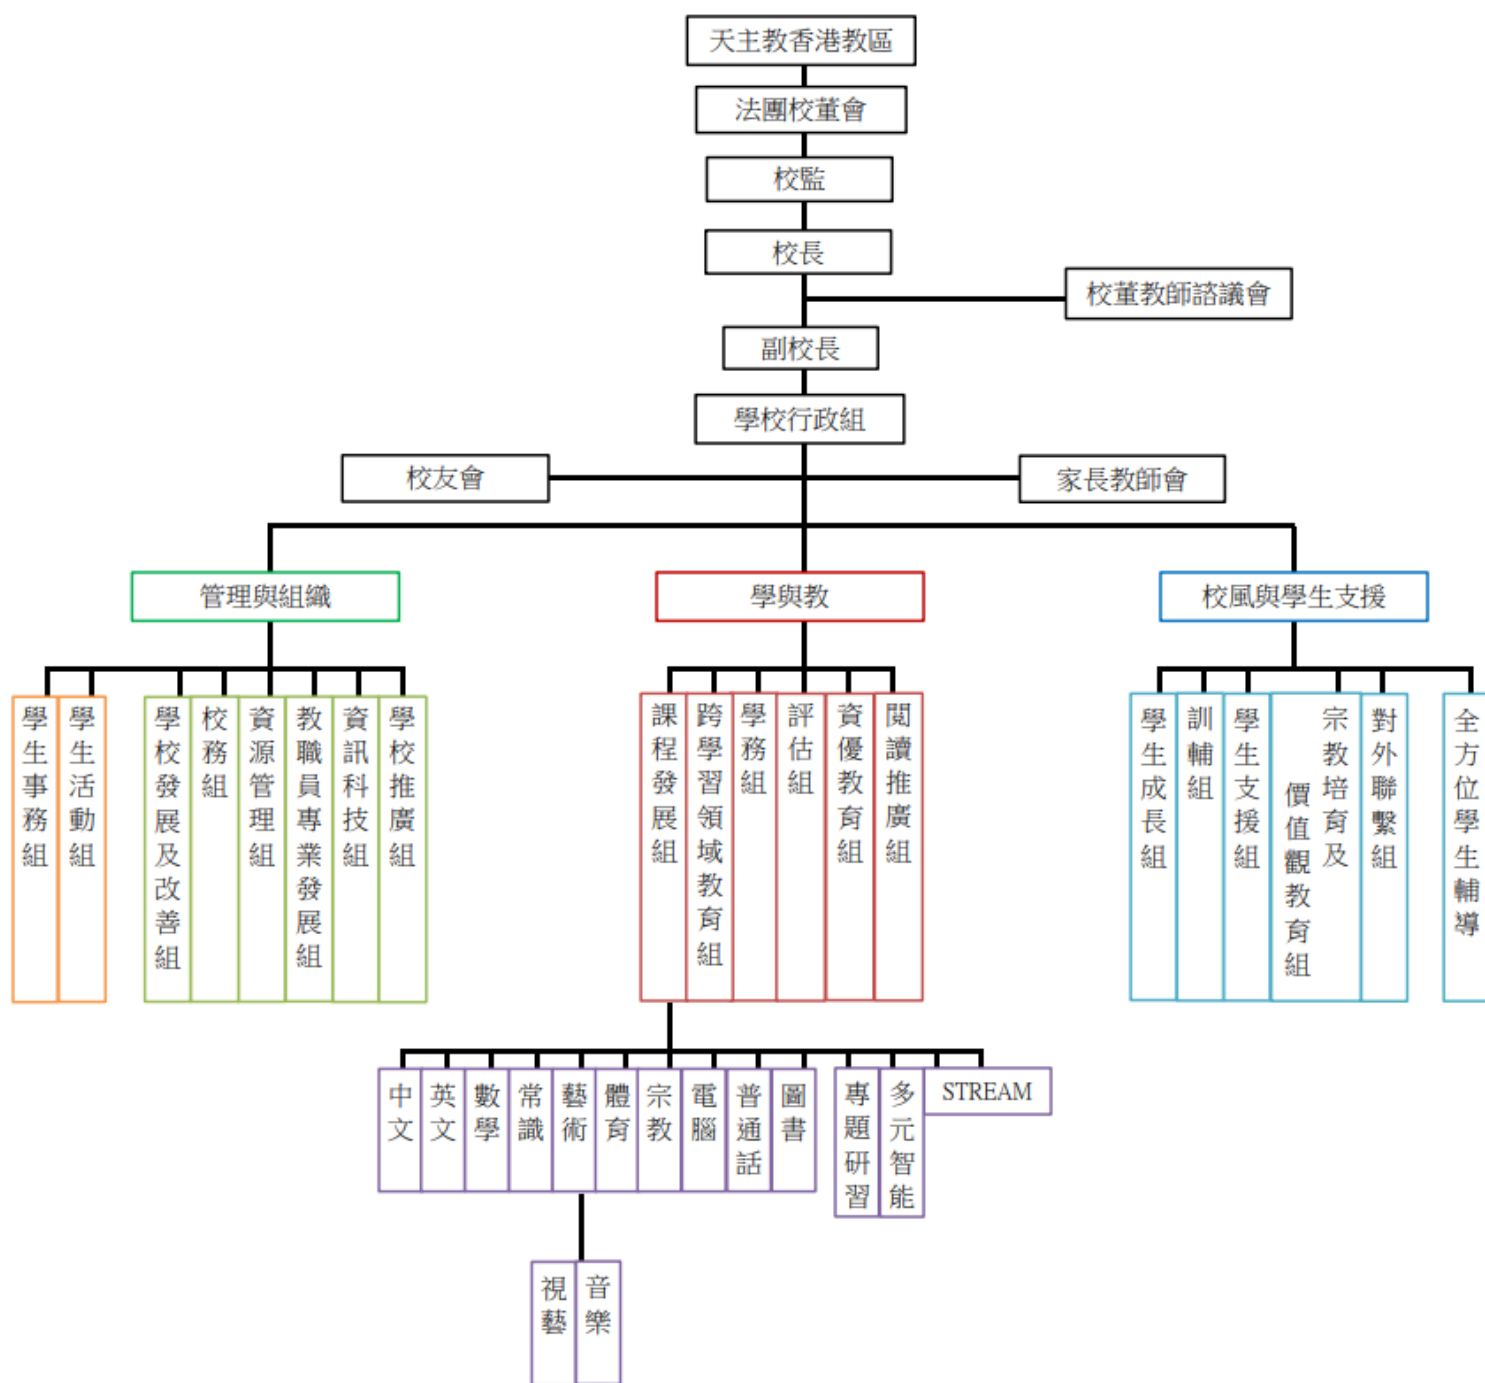 天主教香港教區
法團校董會
校監
校長
校董教師諮議會
副校長
學校行政組
校友會
家長教師會
管理與組織
學與教
校風與學生支援
學生事務組
學生活動組
學校發展及改善組
校務組
資源管理組
教職員專業發展組
資訊科技組
學校推廣組
課程發展組
跨學習領域教育組
學務組
評估組
資優教育組
閱讀推廣組
學生成長組
訓輔組
學生支援組
宗教培育及
價值觀教育組
對外聯繫組
全方位學生輔導
中文
英文
數學
常識
藝術
體育
宗教
電腦
普通話
圖書
專題研習
多元智能
STREAM
視藝
音樂